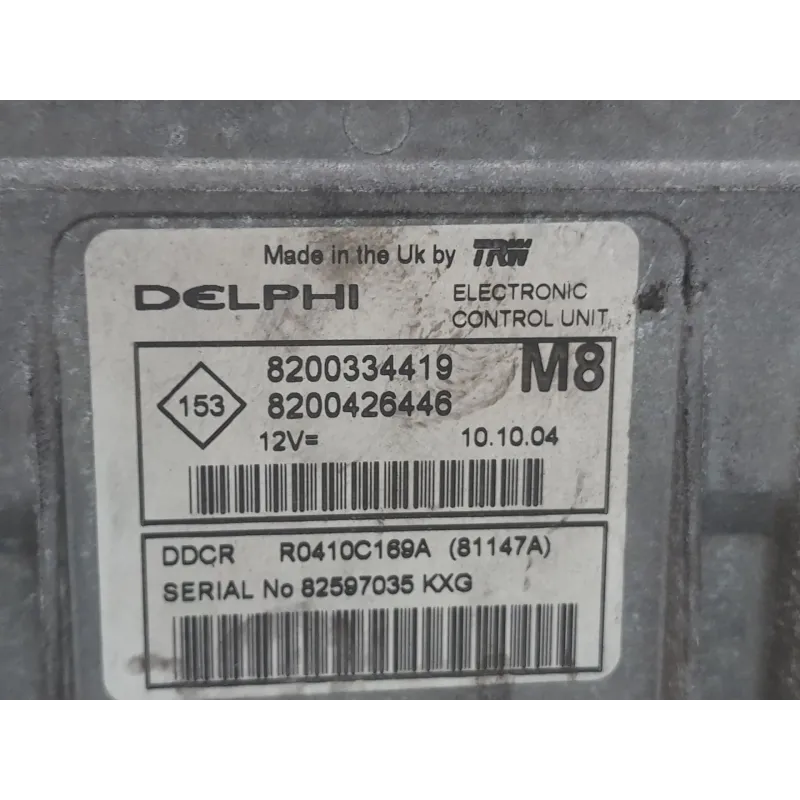 Made in the Uk by TRW
DELPHI
ELECTRONIC
CONTROL UNIT
8200334419
M8
153
8200426446
12V=
10.10.04
DDCR R0410C169A (81147A)
SERIAL No 82597035 KXG